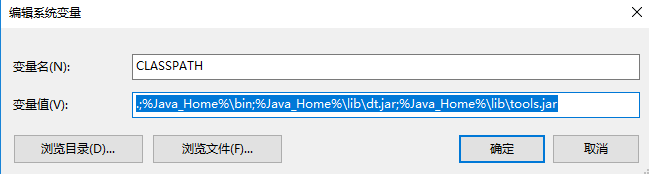 编辑系统变量
变量名(N):
CLASSPATH
变量值(V):
.;%Java_Home%\bin;%Java_Home%\lib\dt.jar;%Java_Home%\lib\tools.jar
浏览目录(D)...
浏览文件(F)...
确定
取消